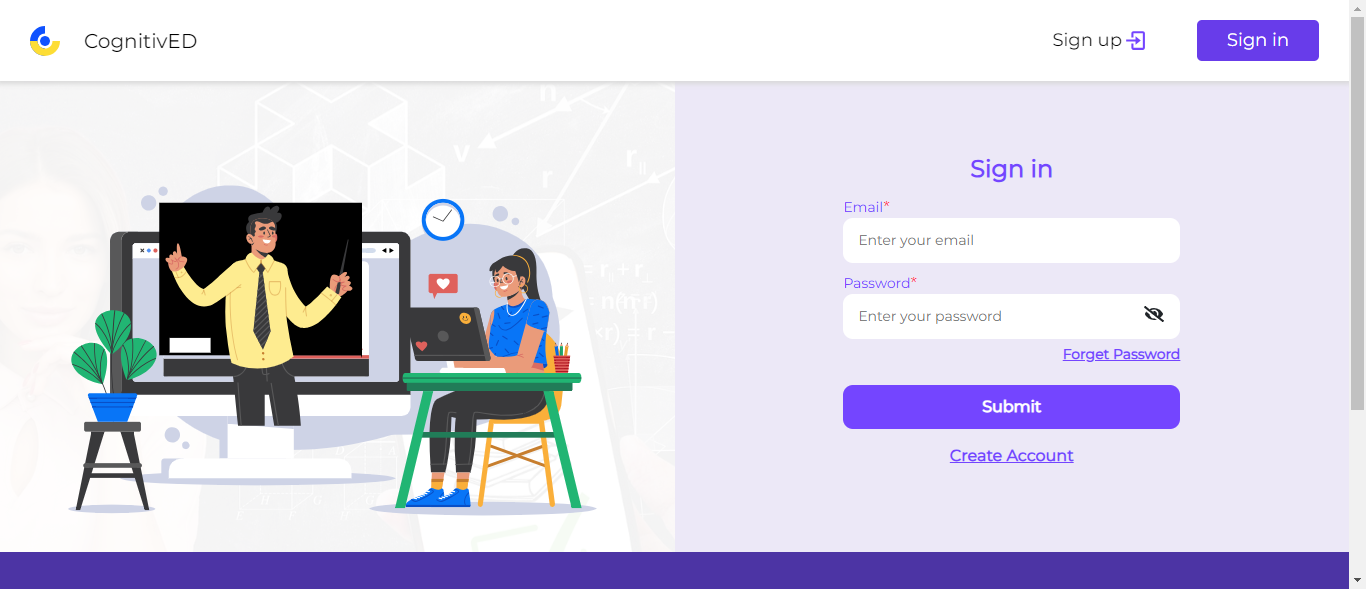 CognitivED
Sign up
Sign in
Sign in
Email*
Enter your email
Password*
Enter your password
Forget Password
Submit
Create Account